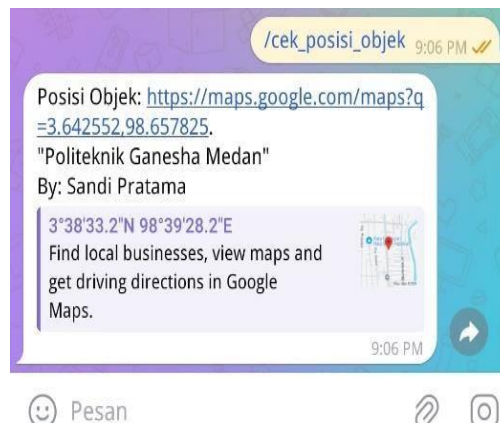 /cek_posisi_objek 9:06 PM
Posisi Objek: https://maps.google.com/maps?q
=3.642552,98.657825.
"Politeknik Ganesha Medan"
By: Sandi Pratama
3°38'33.2"N 98°39'28.2"E
Find local businesses, view maps and
get driving directions in Google
Maps.
9:06 PM
Pesan